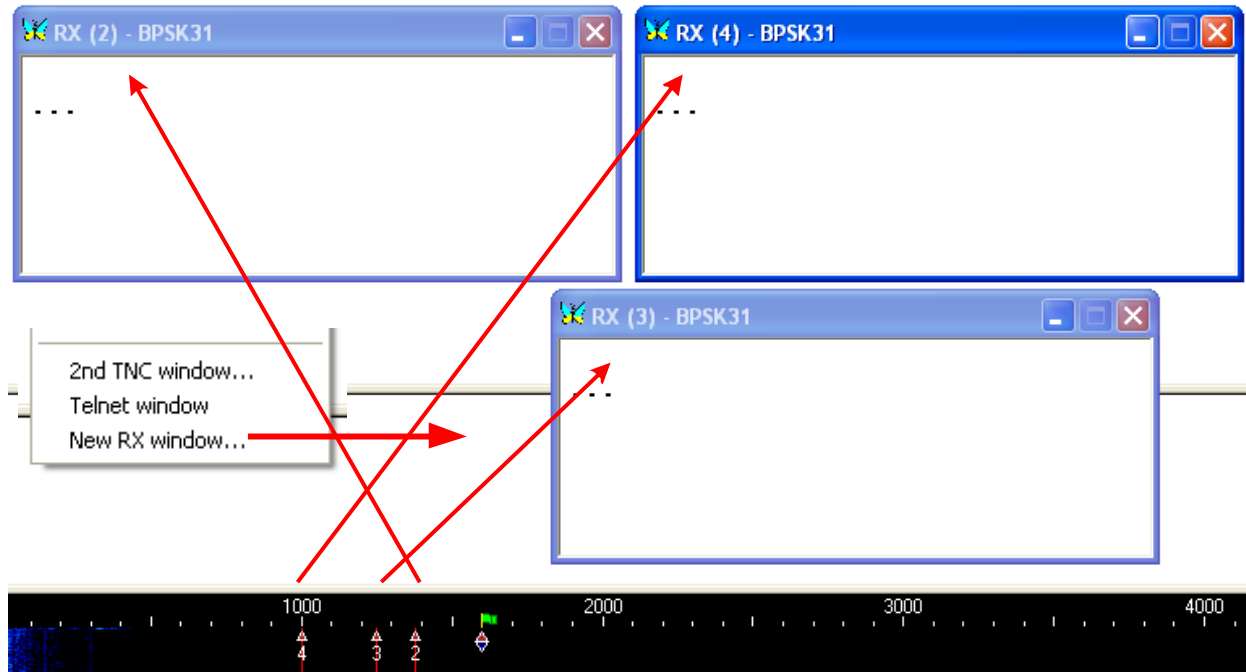 RX (2) - BPSK31
- - -
RX (4) - BPSK31
- - -
RX (3) - BPSK31
- - -
2nd TNC window...
Telnet window
New RX window...
1000 2000 3000 4000
4 3 2